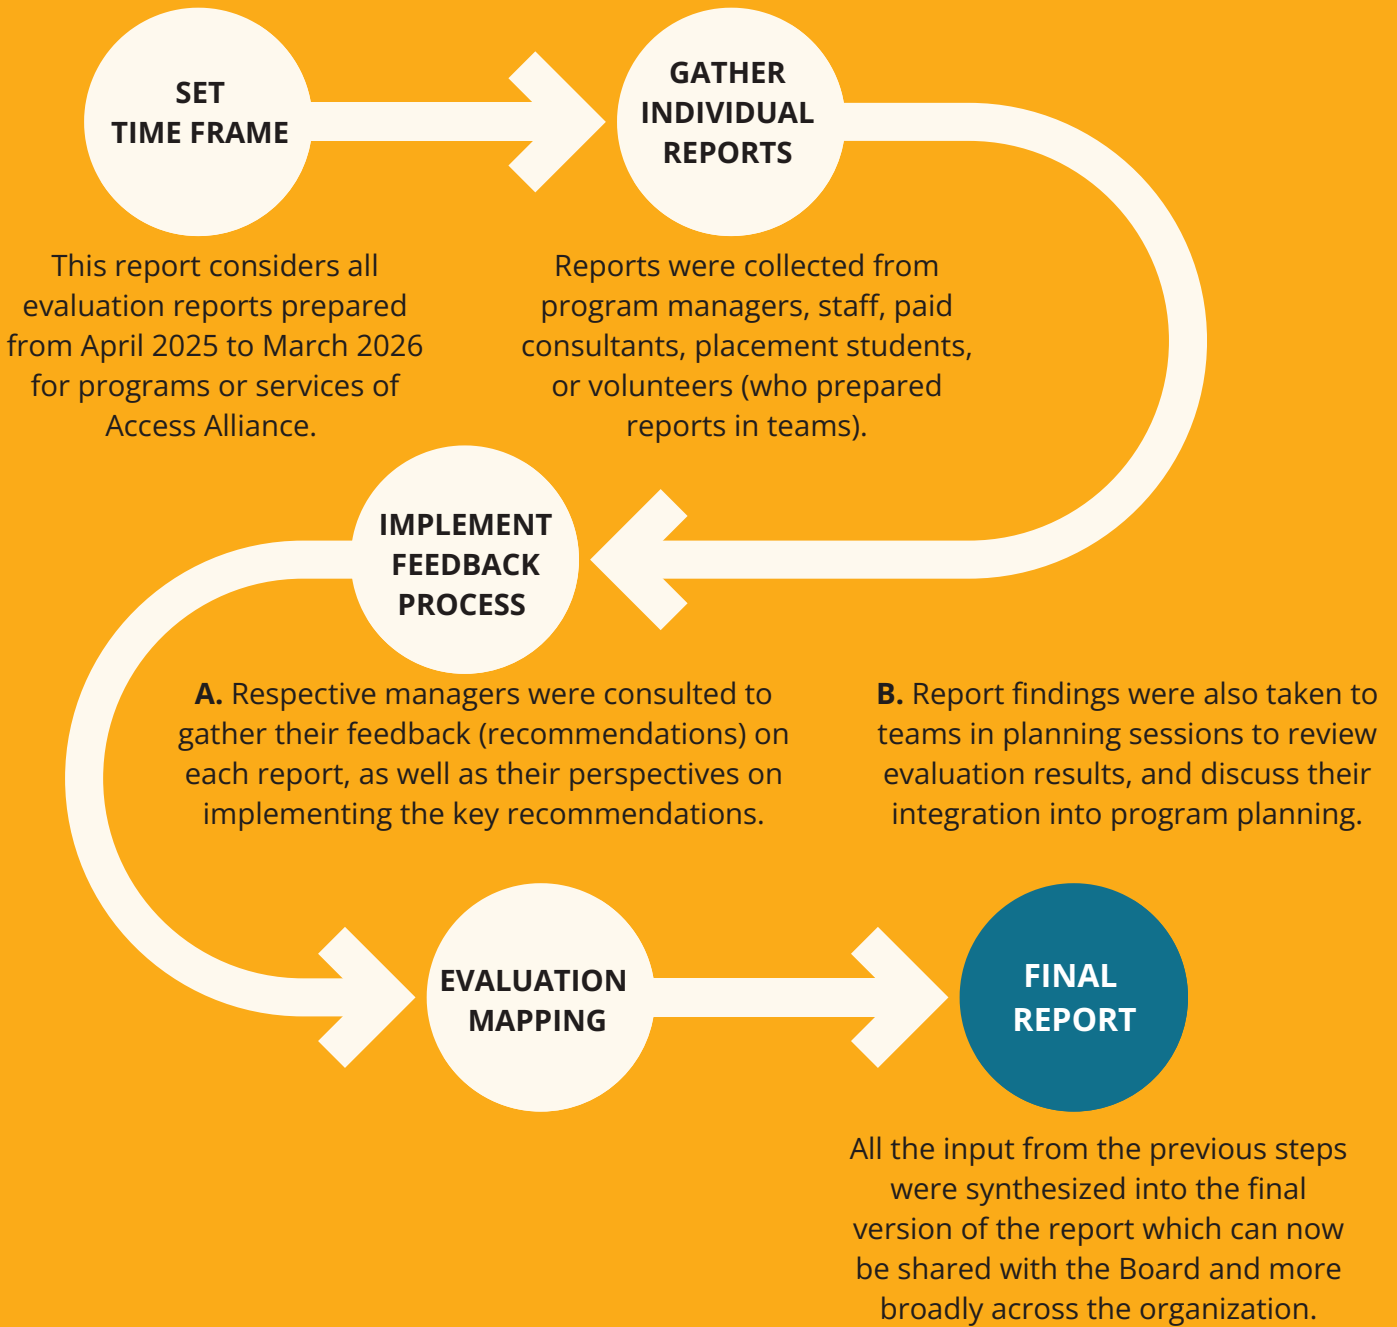 SET
TIME FRAME
This report considers all
evaluation reports prepared
from April 2025 to March 2026
for programs or services of
Access Alliance.
GATHER
INDIVIDUAL
REPORTS
Reports were collected from
program managers, staff, paid
consultants, placement students,
or volunteers (who prepared
reports in teams).
IMPLEMENT
FEEDBACK
PROCESS
A. Respective managers were consulted to
gather their feedback (recommendations) on
each report, as well as their perspectives on
implementing the key recommendations.
B. Report findings were also taken to
teams in planning sessions to review
evaluation results, and discuss their
integration into program planning.
EVALUATION
MAPPING
FINAL
REPORT
All the input from the previous steps
were synthesized into the final
version of the report which can now
be shared with the Board and more
broadly across the organization.